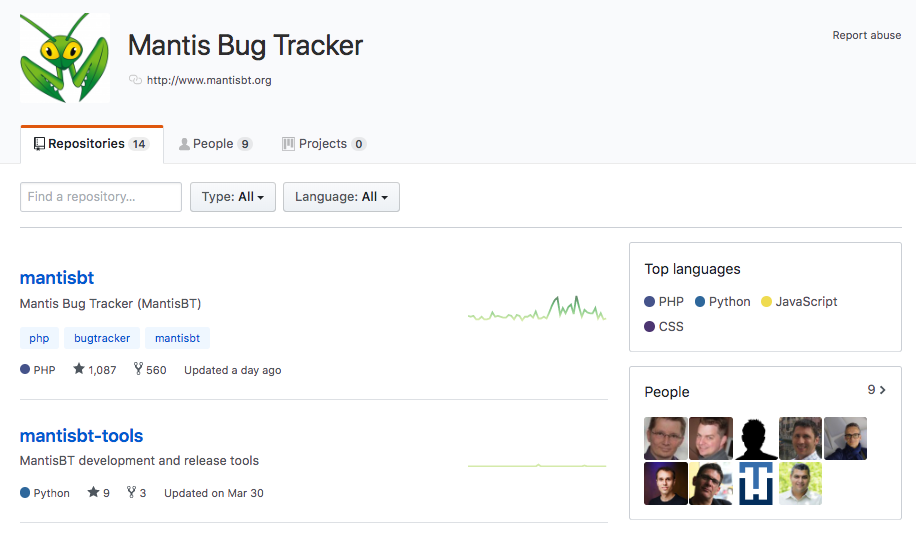 Mantis Bug Tracker
Report abuse
http://www.mantisbt.org
Repositories 14
People 9
Projects 0
Find a repository...
Type: All
Language: All
mantisbt
Mantis Bug Tracker (MantisBT)
php bugtracker mantisbt
PHP 1,087 560 Updated a day ago
mantisbt-tools
MantisBT development and release tools
Python 9 3 Updated on Mar 30
Top languages
PHP Python JavaScript
CSS
People 9